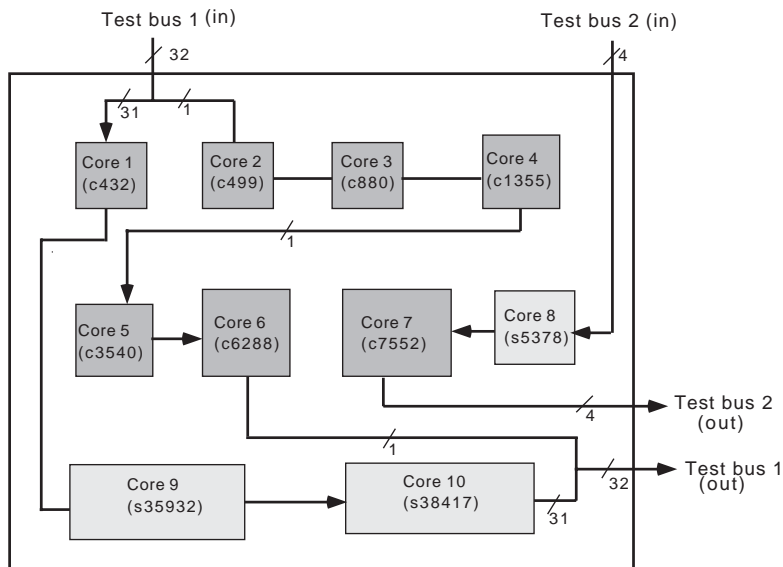 Test bus 1 (in)
Test bus 2 (in)
32
4
31
1
Core 1
(c432)
Core 2
(c499)
Core 3
(c880)
Core 4
(c1355)
1
Core 5
(c3540)
Core 6
(c6288)
Core 7
(c7552)
Core 8
(s5378)
4
Test bus 2
(out)
1
Core 9
(s35932)
Core 10
(s38417)
31
32
Test bus 1
(out)